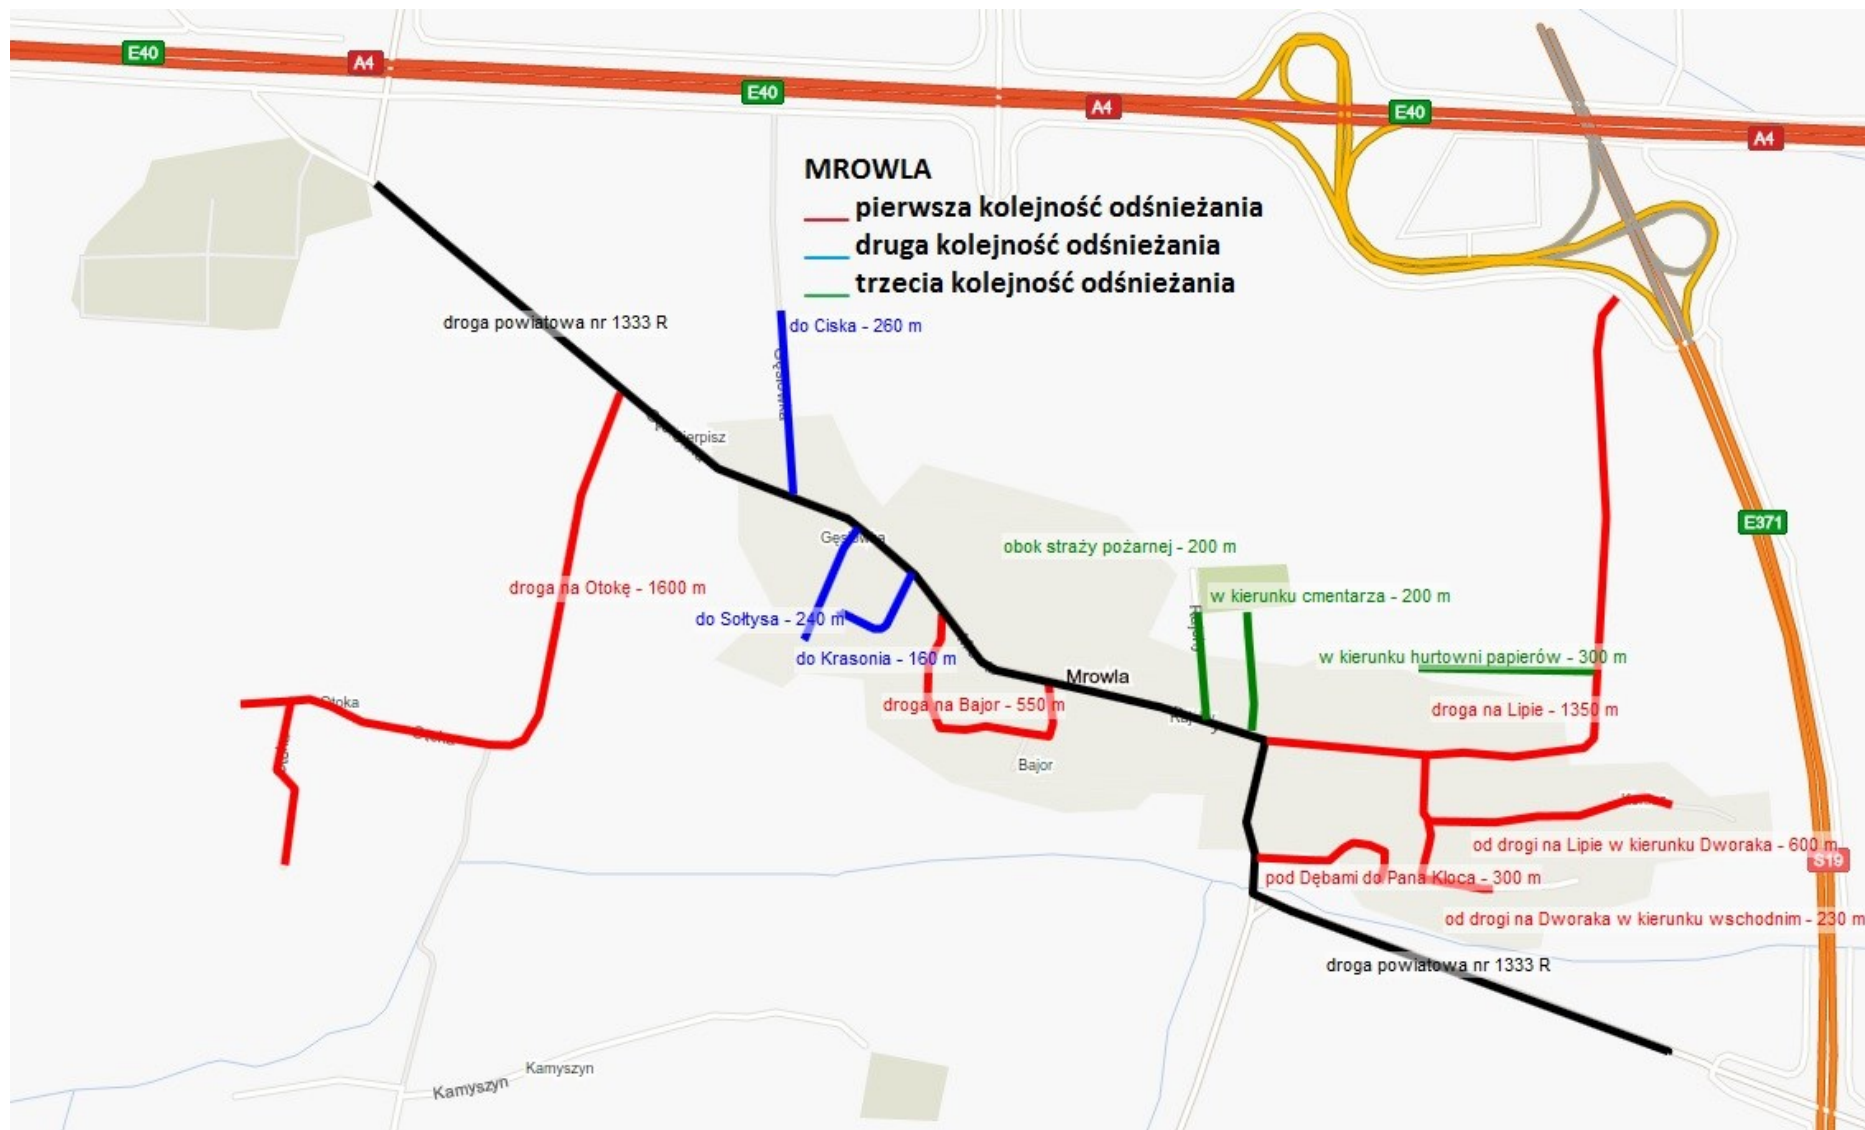 E40
A4
E40
A4
E40
A4
MROWLA
pierwsza kolejność odśnieżania
druga kolejność odśnieżania
trzecia kolejność odśnieżania
droga powiatowa nr 1333 R
do Ciska - 260 m
E371
obok straży pożarnej - 200 m
droga na Otokę - 1600 m
w kierunku cmentarza - 200 m
do Sołtysa - 240 m
do Krasonia - 160 m
w kierunku hurtowni papierów - 300 m
Mrowla
droga na Bajor - 550 m
droga na Lipie - 1350 m
Otoka
Otoka
Bajor
od drogi na Lipie w kierunku Dworaka - 600 m
S19
pod Dębami do Pana Kloca - 300 m
od drogi na Dworaka w kierunku wschodnim - 230 m
droga powiatowa nr 1333 R
Kamyszyn
Kamyszyn